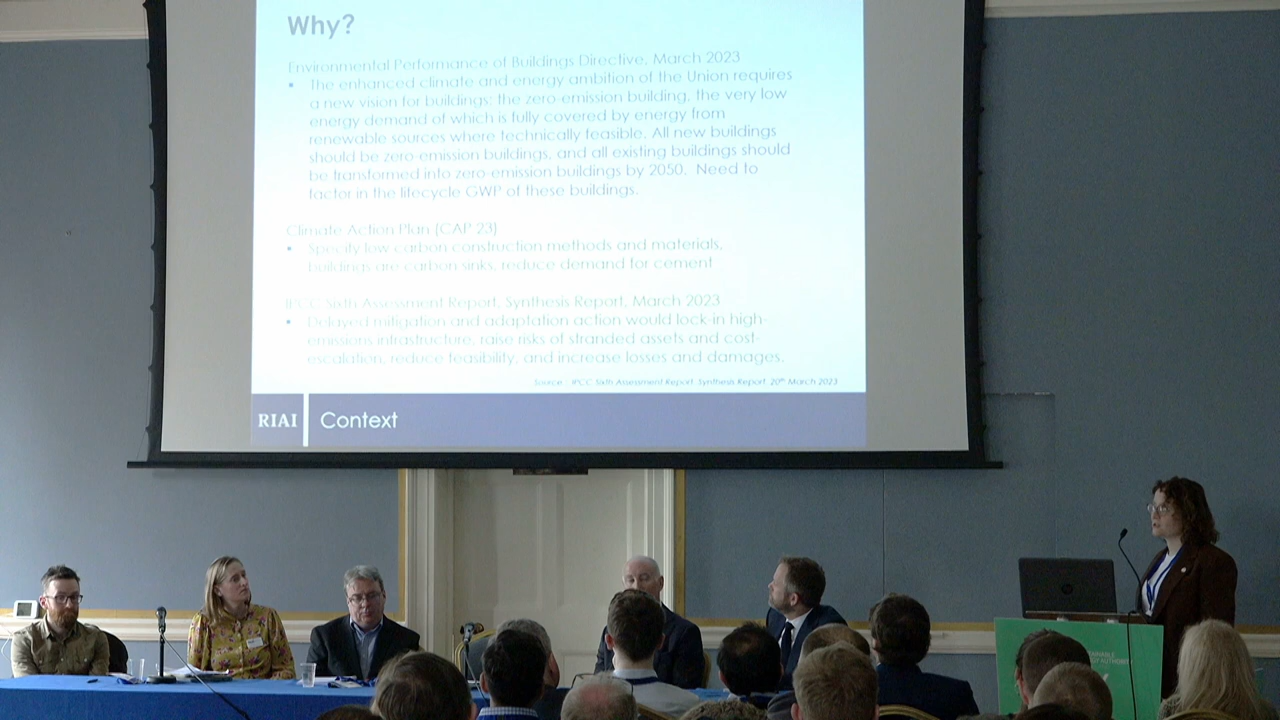 Why?
Environmental Performance of Buildings Directive, March 2023
▪ The enhanced climate and energy ambition of the Union requires
a new vision for buildings: the zero-emission building, the very low
energy demand of which is fully covered by energy from
renewable sources where technically feasible. All new buildings
should be zero-emission buildings, and all existing buildings should
be transformed into zero-emission buildings by 2050. Need to
factor in the lifecycle GWP of these buildings.
Climate Action Plan (CAP 23)
▪ Specify low carbon construction methods and materials,
buildings are carbon sinks, reduce demand for cement
IPCC Sixth Assessment Report, Synthesis Report, March 2023
▪ Delayed mitigation and adaptation action would lock-in high-
emissions infrastructure, raise risks of stranded assets and cost-
escalation, reduce feasibility, and increase losses and damages.
Source : IPCC Sixth Assessment Report, Synthesis Report, 20th March 2023
RIAI Context